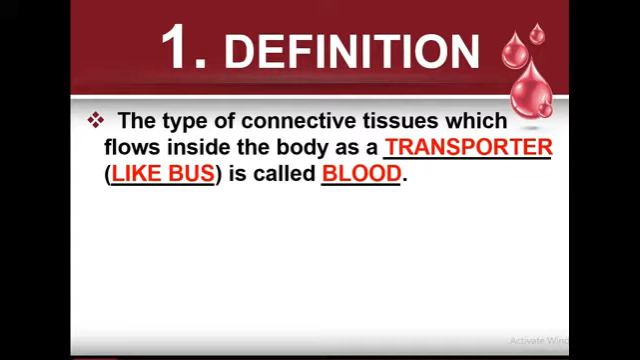 1. DEFINITION
❖ The type of connective tissues which
flows inside the body as a TRANSPORTER
(LIKE BUS) is called BLOOD.
Activate Wind